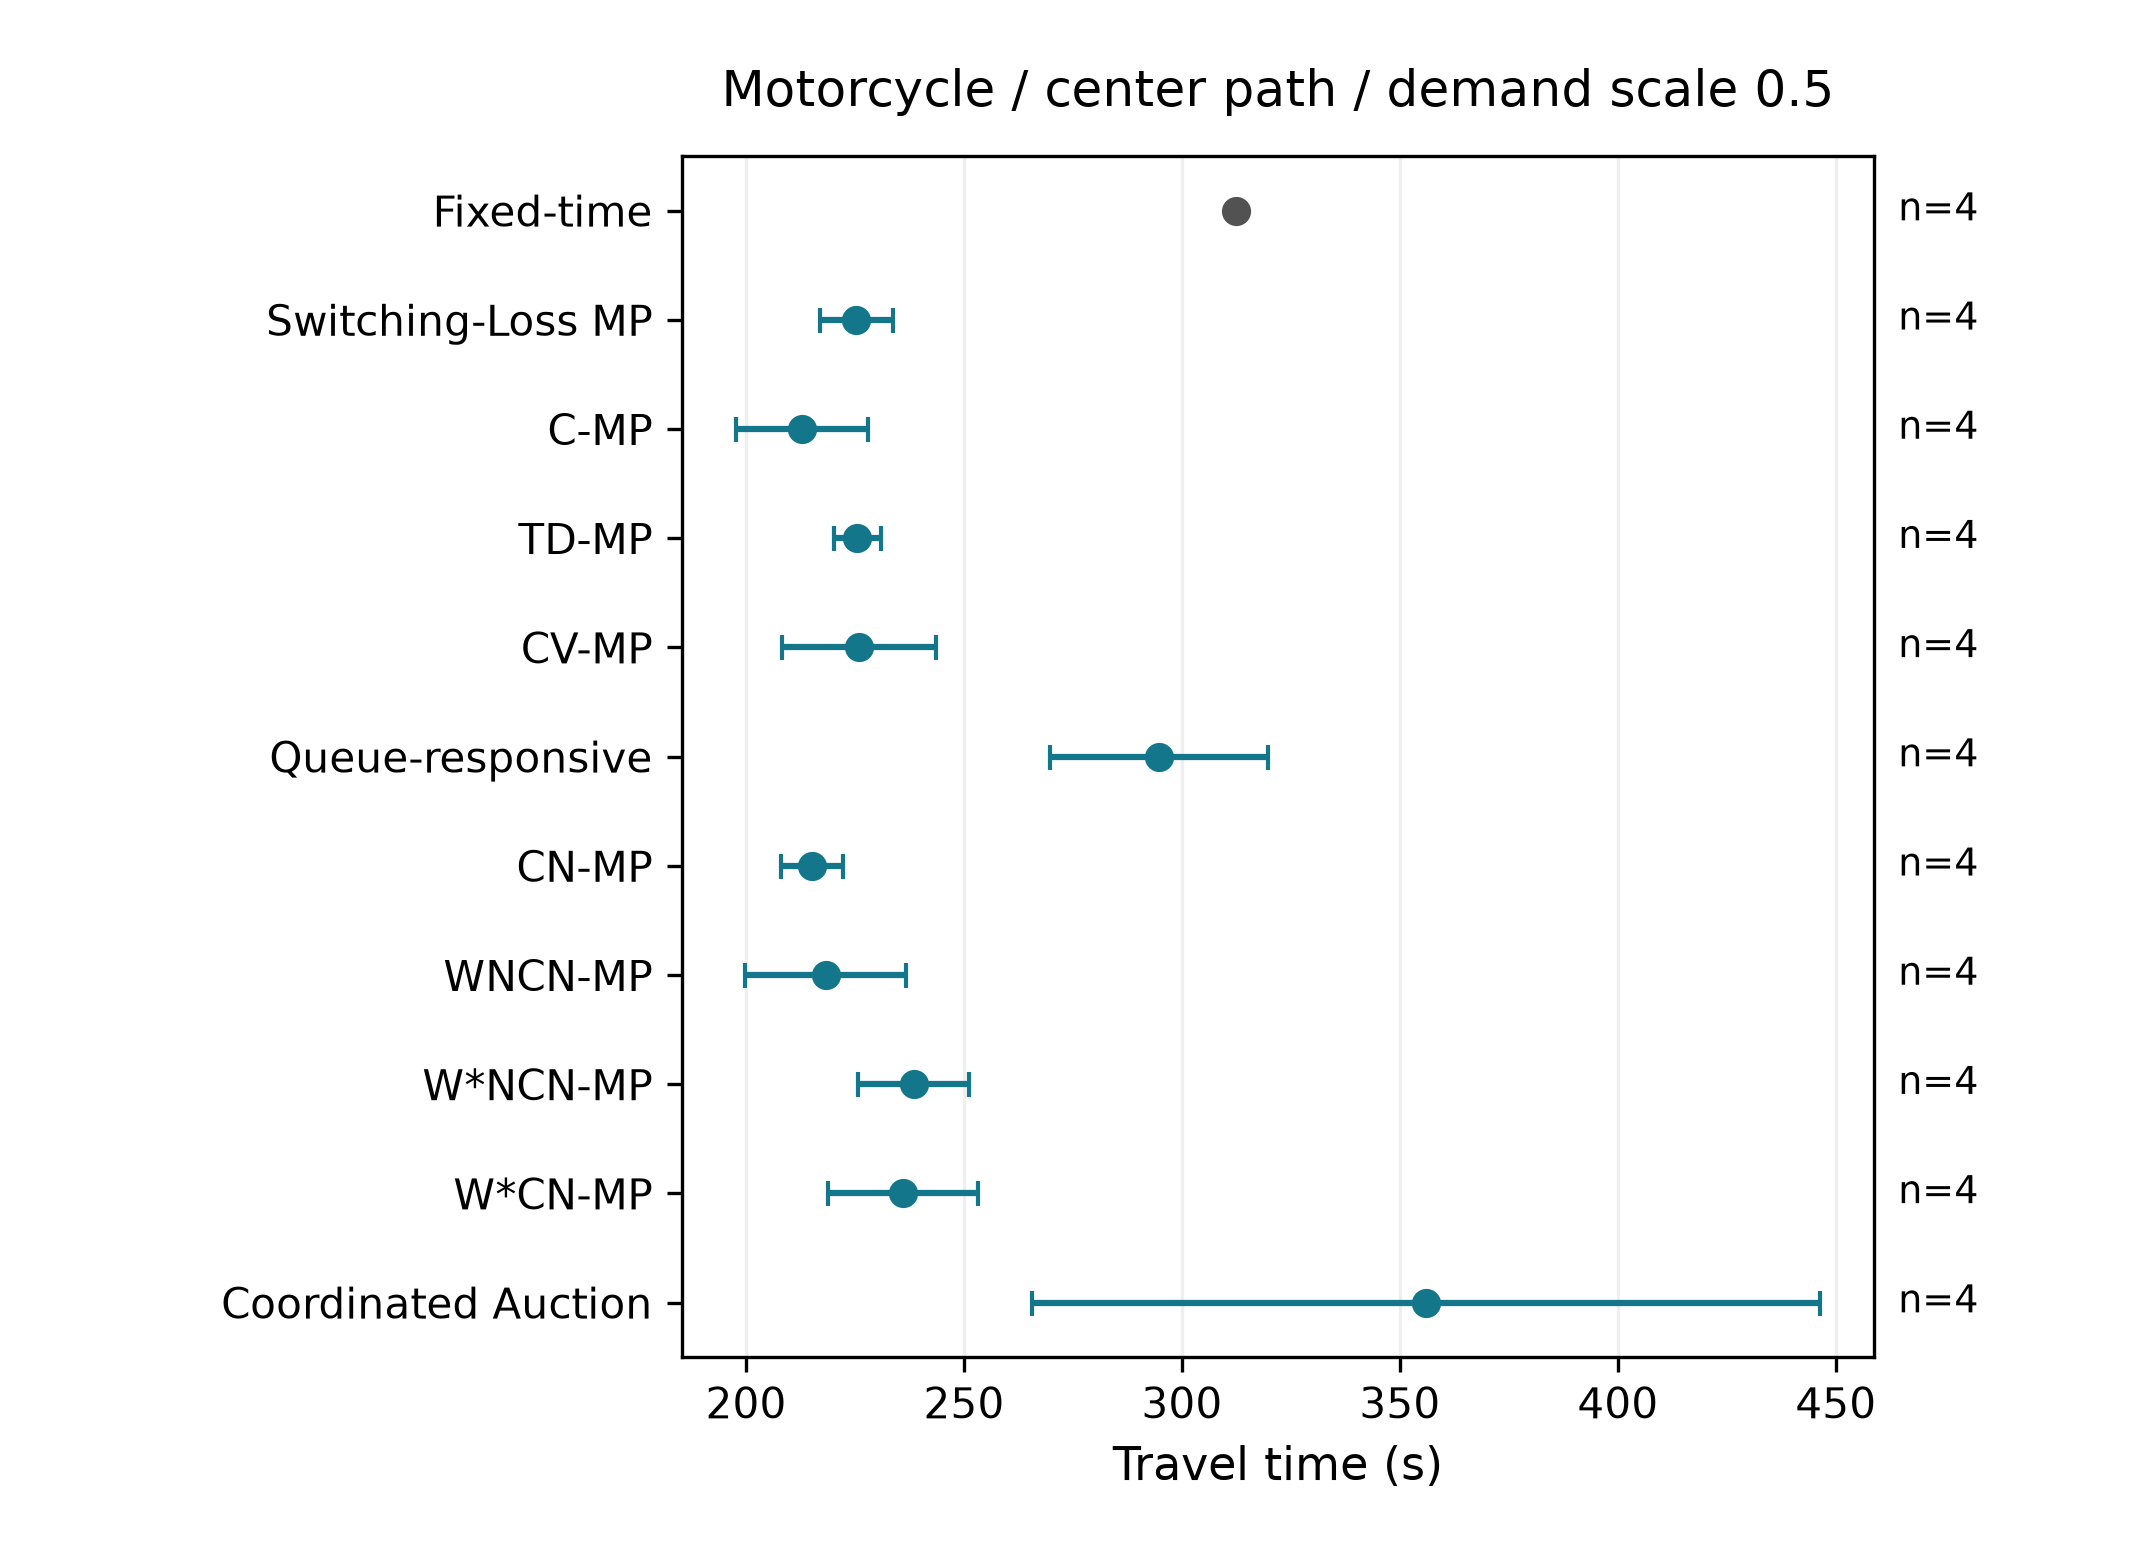 Motorcycle / center path / demand scale 0.5
Fixed-time n=4
Switching-Loss MP n=4
C-MP n=4
TD-MP n=4
CV-MP n=4
Queue-responsive n=4
CN-MP n=4
WNCN-MP n=4
W*NCN-MP n=4
W*CN-MP n=4
Coordinated Auction n=4
200 250 300 350 400 450
Travel time (s)